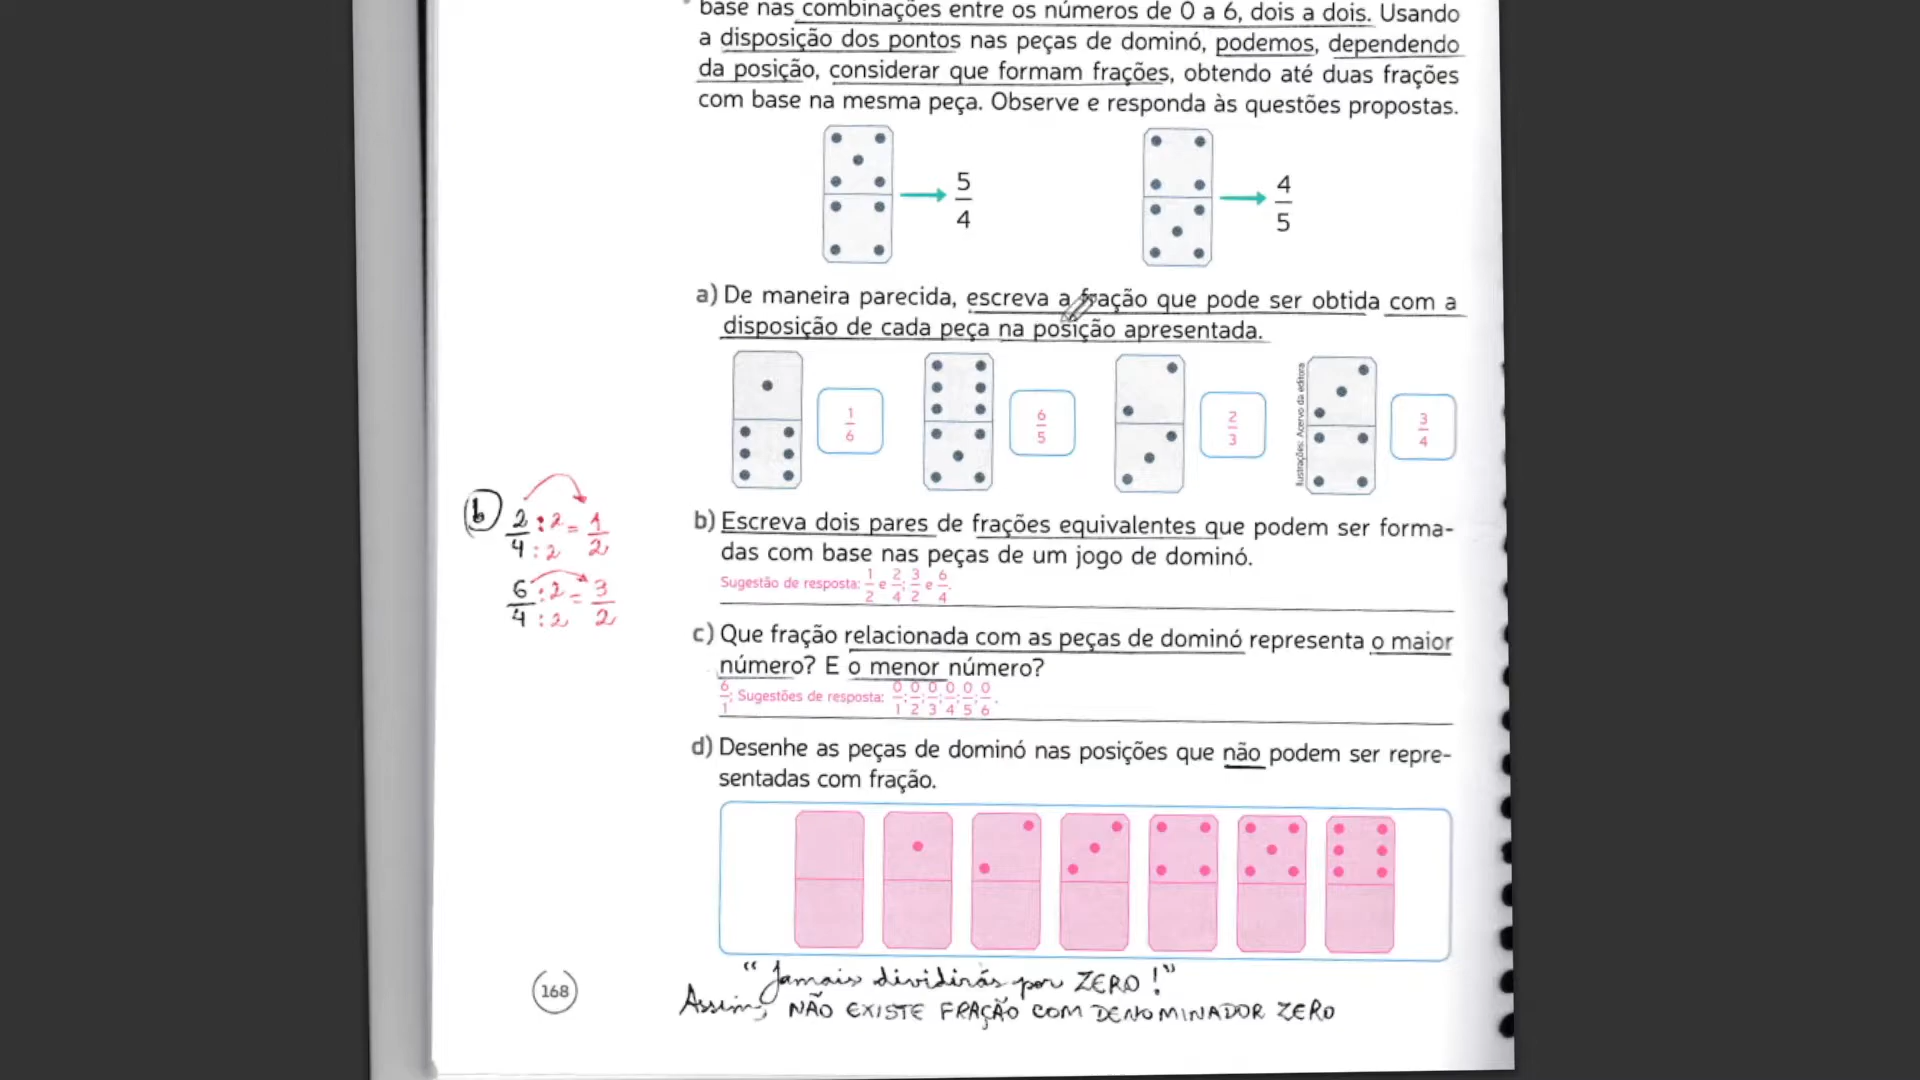 base nas combinações entre os números de 0 a 6, dois a dois. Usando
a disposição dos pontos nas peças de dominó, podemos, dependendo
da posição, considerar que formam frações, obtendo até duas frações
com base na mesma peça. Observe e responda às questões propostas.
5/4
4/5
a) De maneira parecida, escreva a fração que pode ser obtida com a
disposição de cada peça na posição apresentada.
1/6
6/5
2/3
Ilustrações: Acervo da editora
3/4
b
2/4 :2/:2 = 1/2
6/4 :2/:2 = 3/2
b) Escreva dois pares de frações equivalentes que podem ser forma-
das com base nas peças de um jogo de dominó.
Sugestão de resposta: 1/2 e 2/4; 3/2 e 6/4.
c) Que fração relacionada com as peças de dominó representa o maior
número? E o menor número?
6/1; Sugestões de resposta: 0/1; 0/2; 0/3; 0/4; 0/5; 0/6.
d) Desenhe as peças de dominó nas posições que não podem ser repre-
sentadas com fração.
"Jamais dividirás por ZERO!"
Assim, NÃO EXISTE FRAÇÃO COM DENOMINADOR ZERO
168